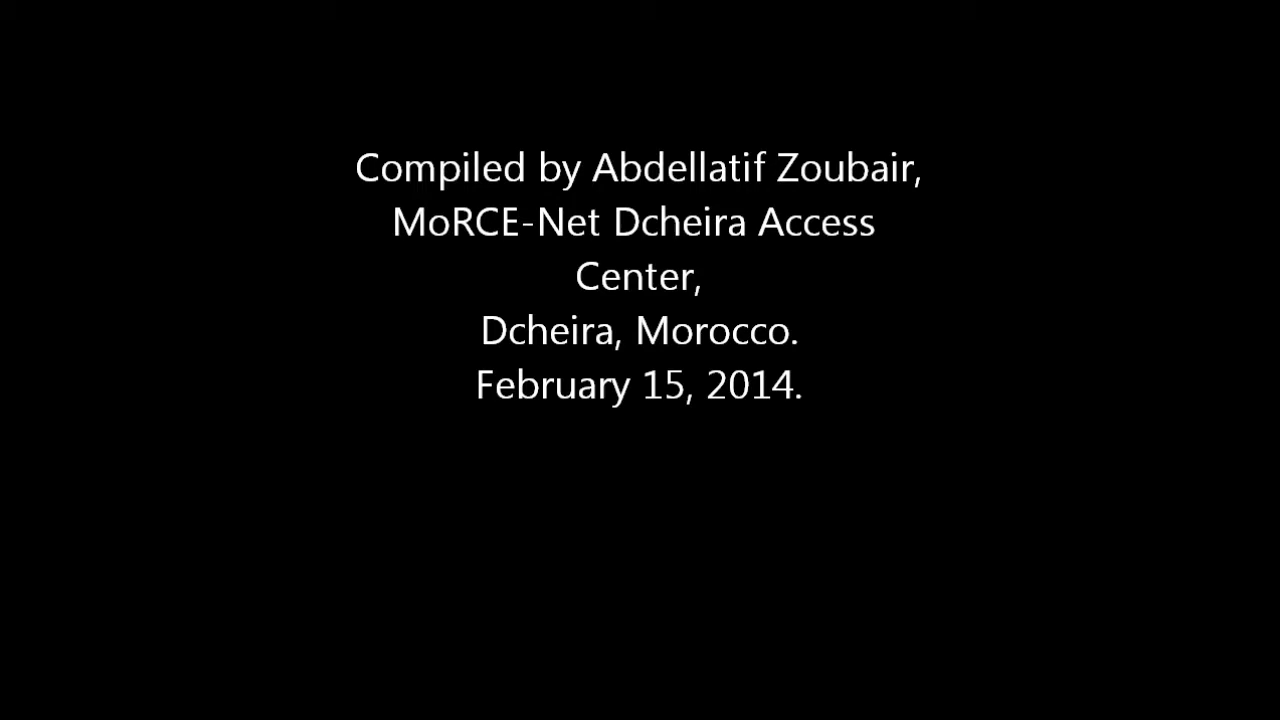 Compiled by Abdellatif Zoubair,
MoRCE-Net Dcheira Access
Center,
Dcheira, Morocco.
February 15, 2014.